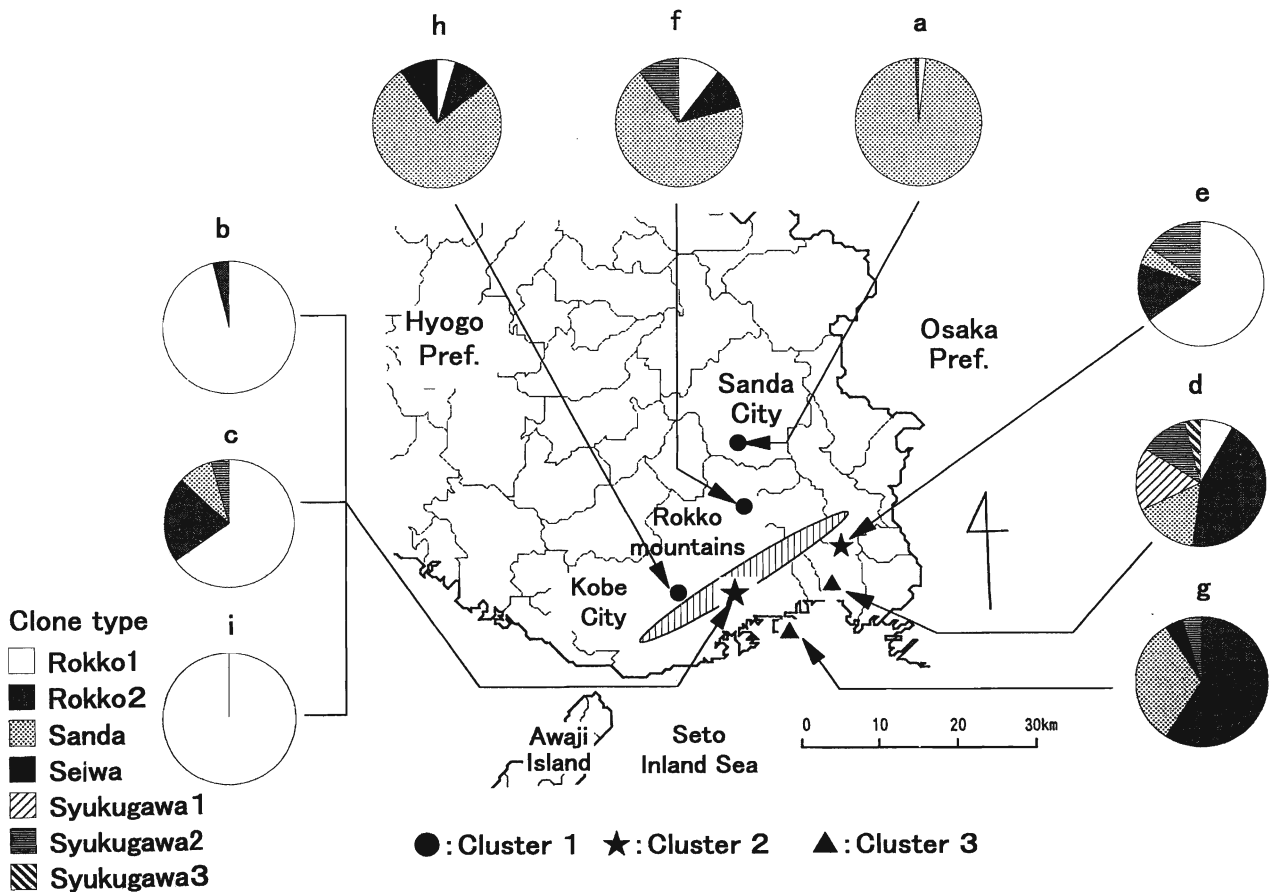 h
f
a
b
e
Hyogo
Pref.
Osaka
Pref.
Sanda
City
d
c
Rokko
mountains
Kobe
City
g
Clone type
Rokko1
Rokko2
Sanda
Seiwa
Syukugawa1
Syukugawa2
Syukugawa3
i
Awaji
Island
Seto
Inland Sea
0 10 20 30km
: Cluster 1 : Cluster 2 : Cluster 3